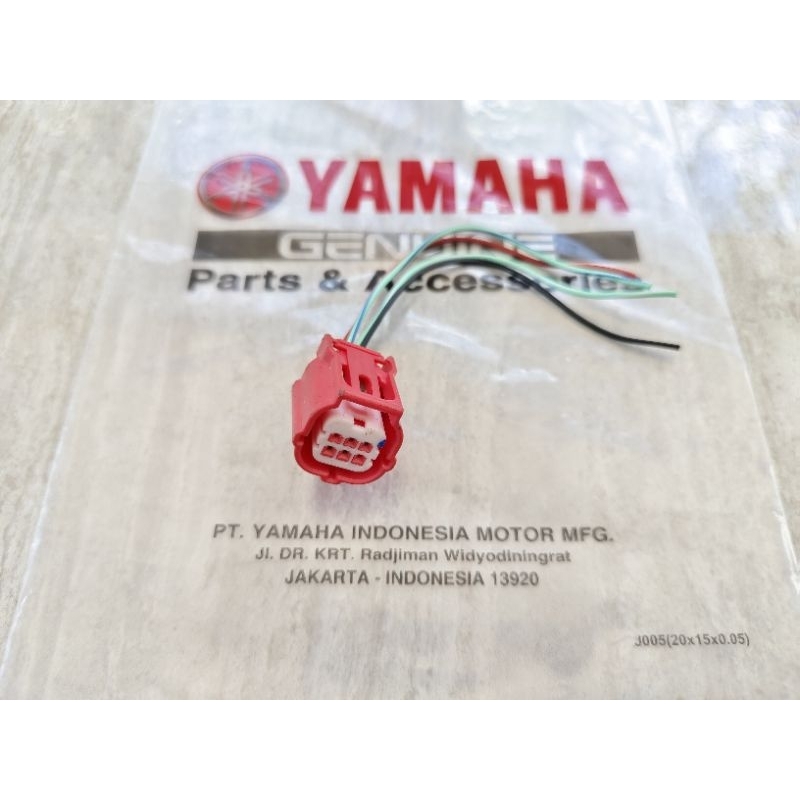 YAMAHA
GENUINE
Parts & Accessories
PT. YAMAHA INDONESIA MOTOR MFG.
Jl. DR. KRT. Radjiman Widyodiningrat
JAKARTA - INDONESIA 13920
J005(20x15x0.05)